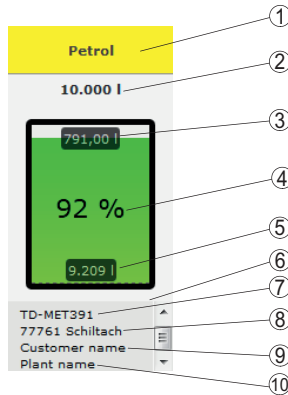 1
Petrol
2
10.000 l
3
791,00 l
4
92 %
5
9.209 l
6
7
TD-MET391
8
77761 Schiltach
9
Customer name
10
Plant name